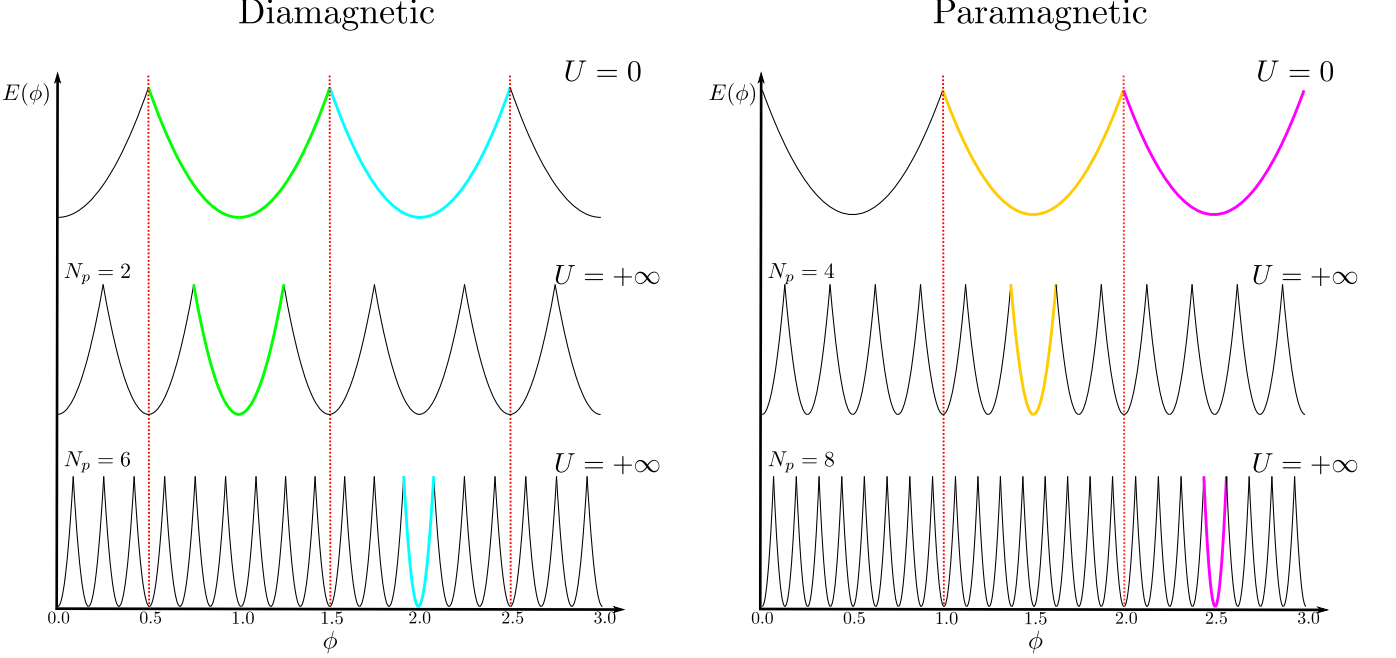 Diamagnetic
U = 0
E(ϕ)
N_p = 2
U = +∞
N_p = 6
U = +∞
0.0 0.5 1.0 1.5 2.0 2.5 3.0
ϕ
Paramagnetic
U = 0
E(ϕ)
N_p = 4
U = +∞
N_p = 8
U = +∞
0.0 0.5 1.0 1.5 2.0 2.5 3.0
ϕ